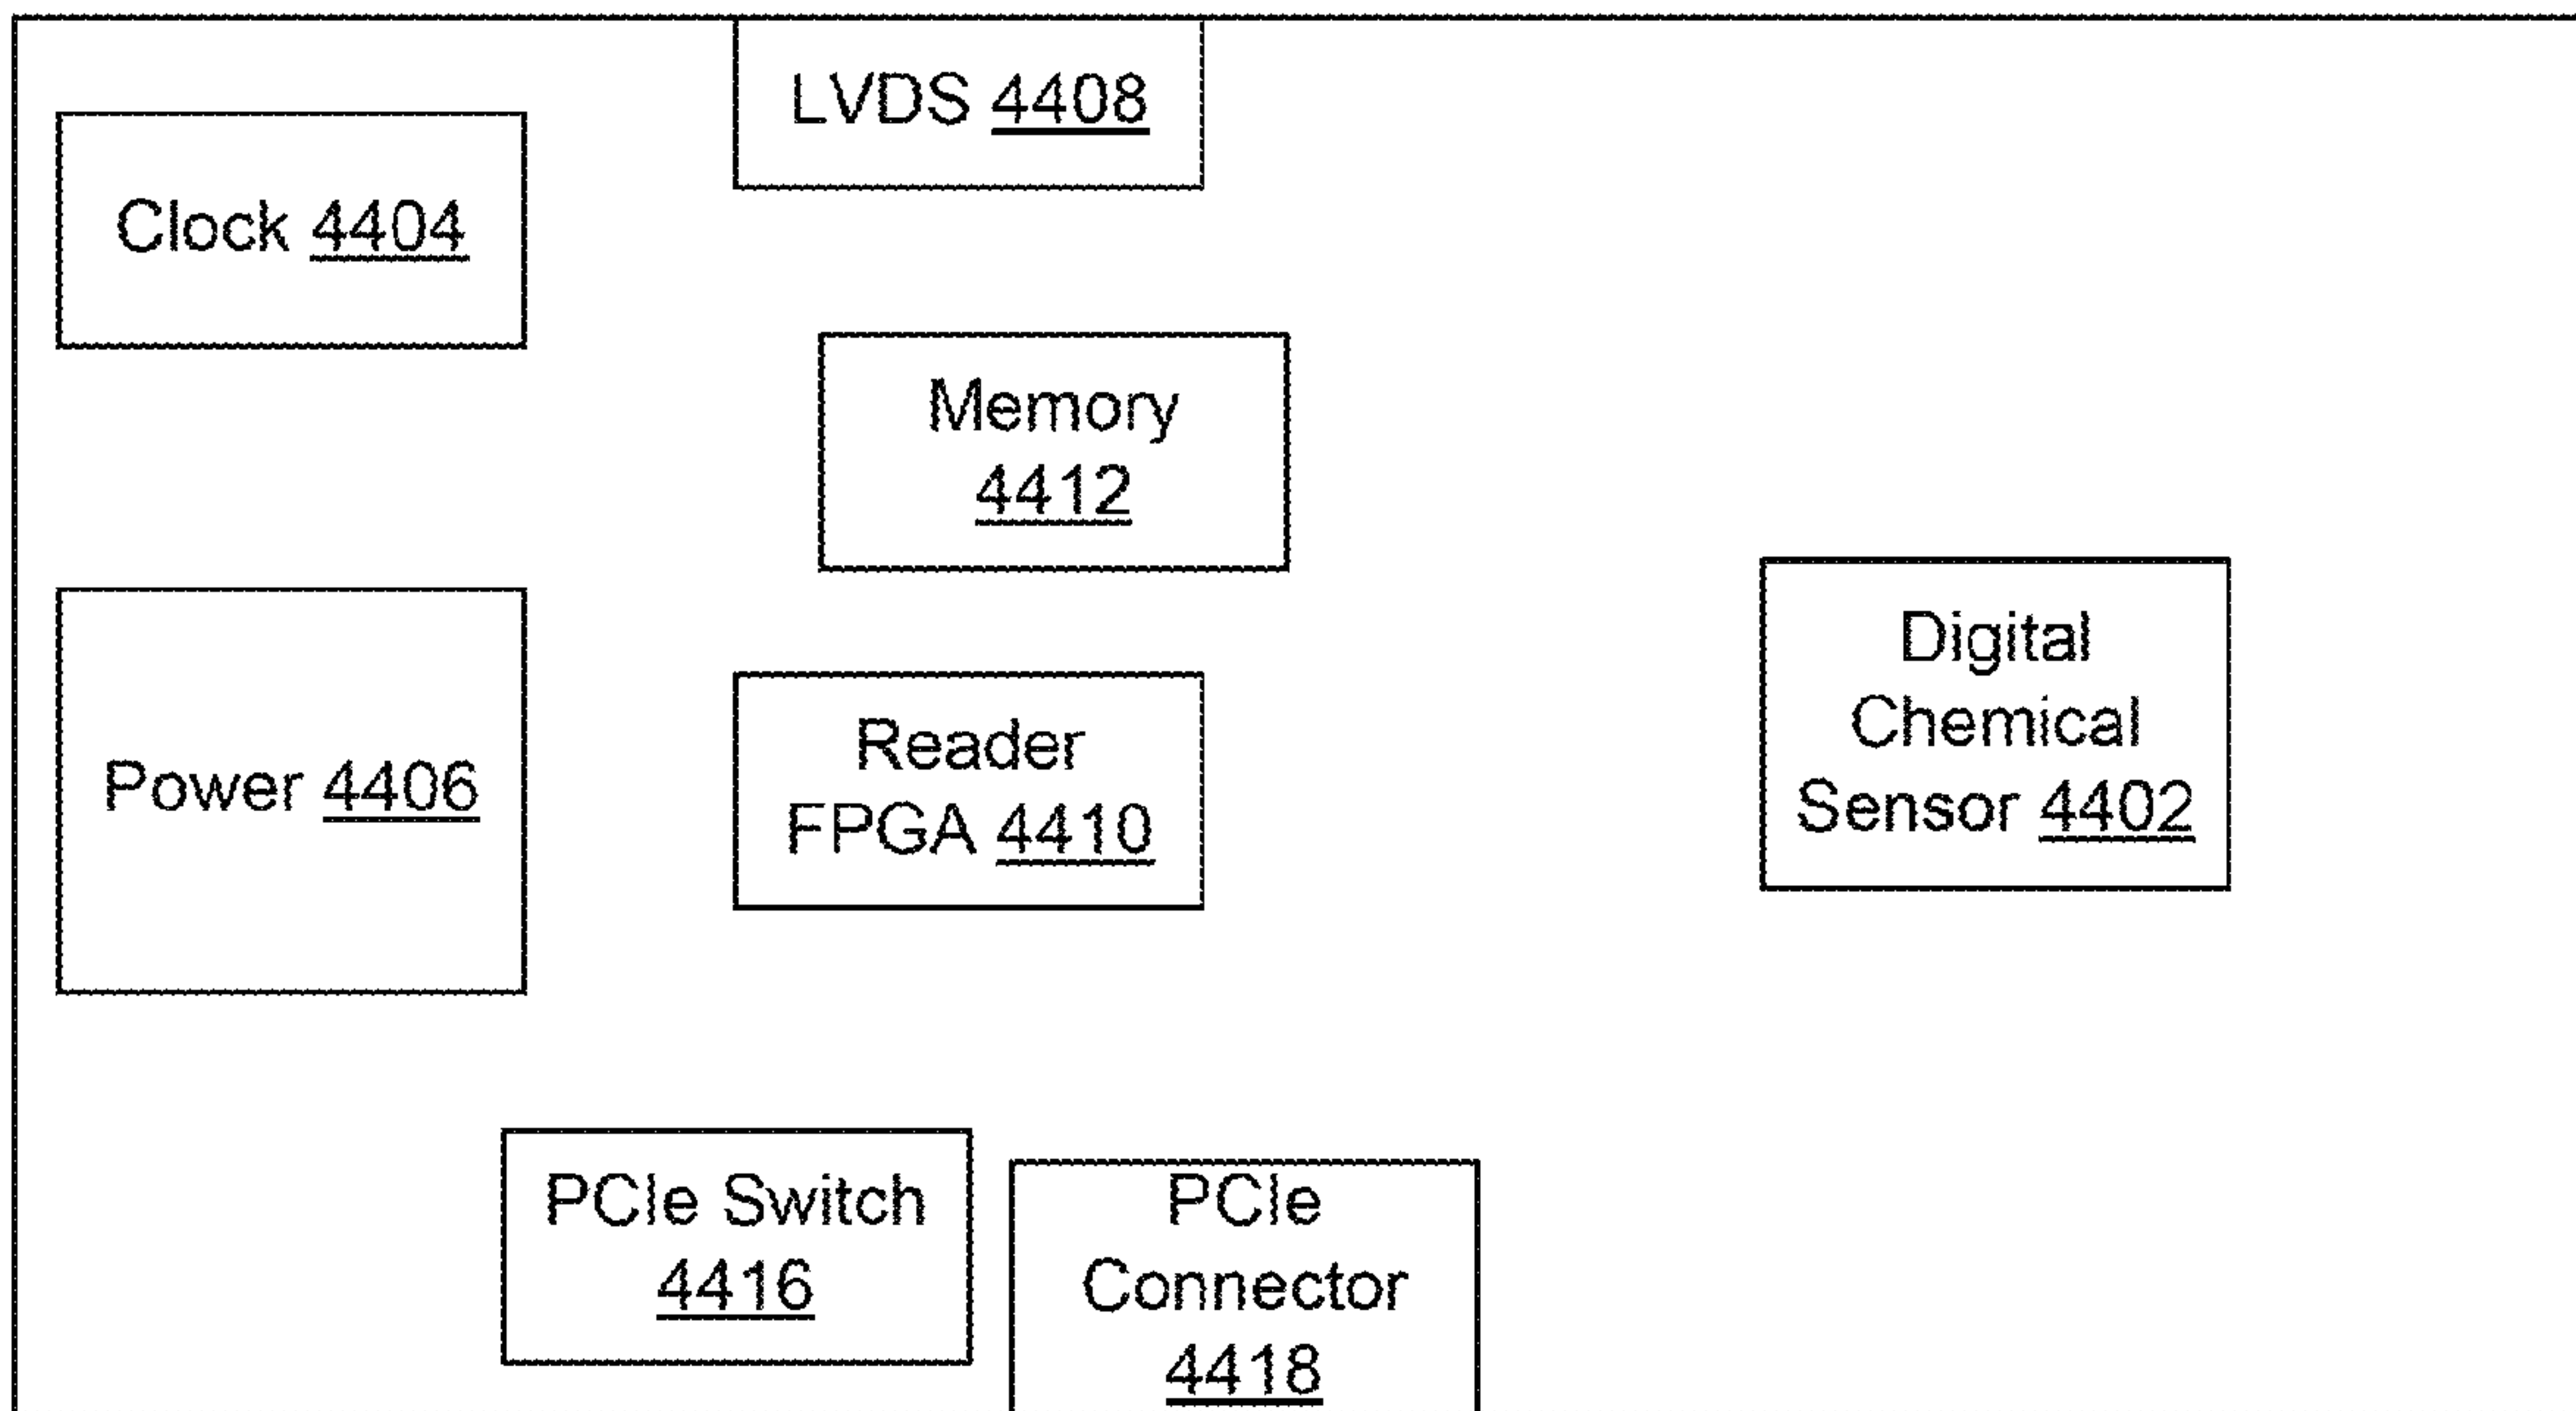 LVDS 4408
Clock 4404
Memory
4412
Power 4406
Reader
FPGA 4410
Digital
Chemical
Sensor 4402
PCIe Switch
4416
PCIe
Connector
4418